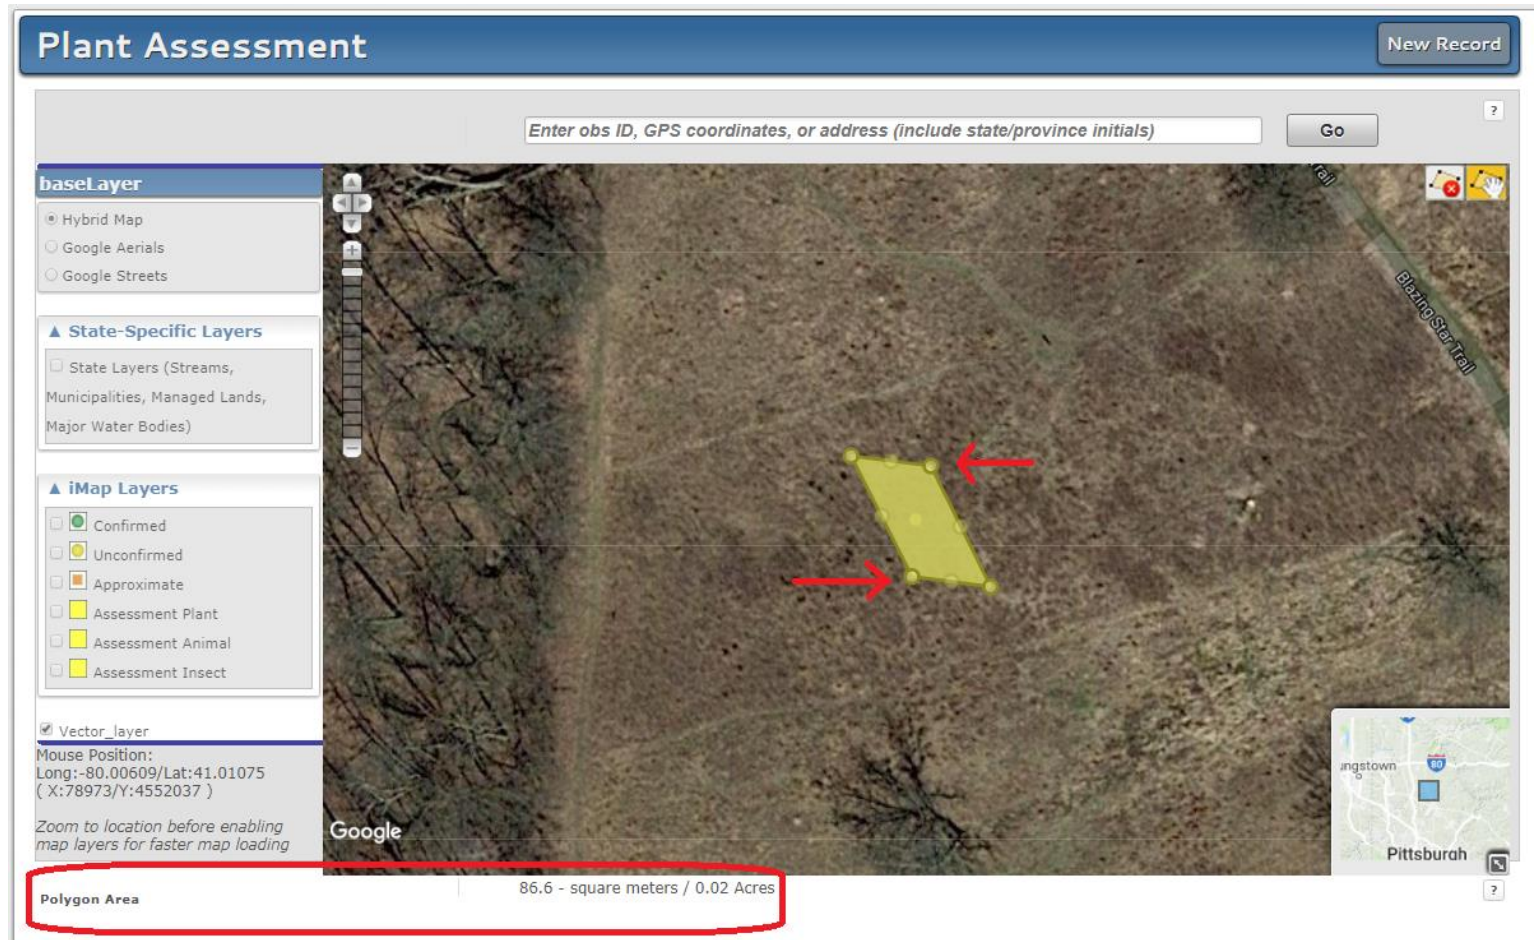 Plant Assessment
New Record
?
Enter obs ID, GPS coordinates, or address (include state/province initials)
Go
baseLayer
Hybrid Map
Google Aerials
Google Streets
▲ State-Specific Layers
State Layers (Streams,
Municipalities, Managed Lands,
Major Water Bodies)
▲ iMap Layers
Confirmed
Unconfirmed
Approximate
Assessment Plant
Assessment Animal
Assessment Insect
Vector_layer
Mouse Position:
Long:-80.00609/Lat:41.01075
( X:78973/Y:4552037 )
Zoom to location before enabling
map layers for faster map loading
Trail
Blazing Star Trail
Google
ungstown
80
Pittsburgh
Polygon Area
86.6 - square meters / 0.02 Acres
?